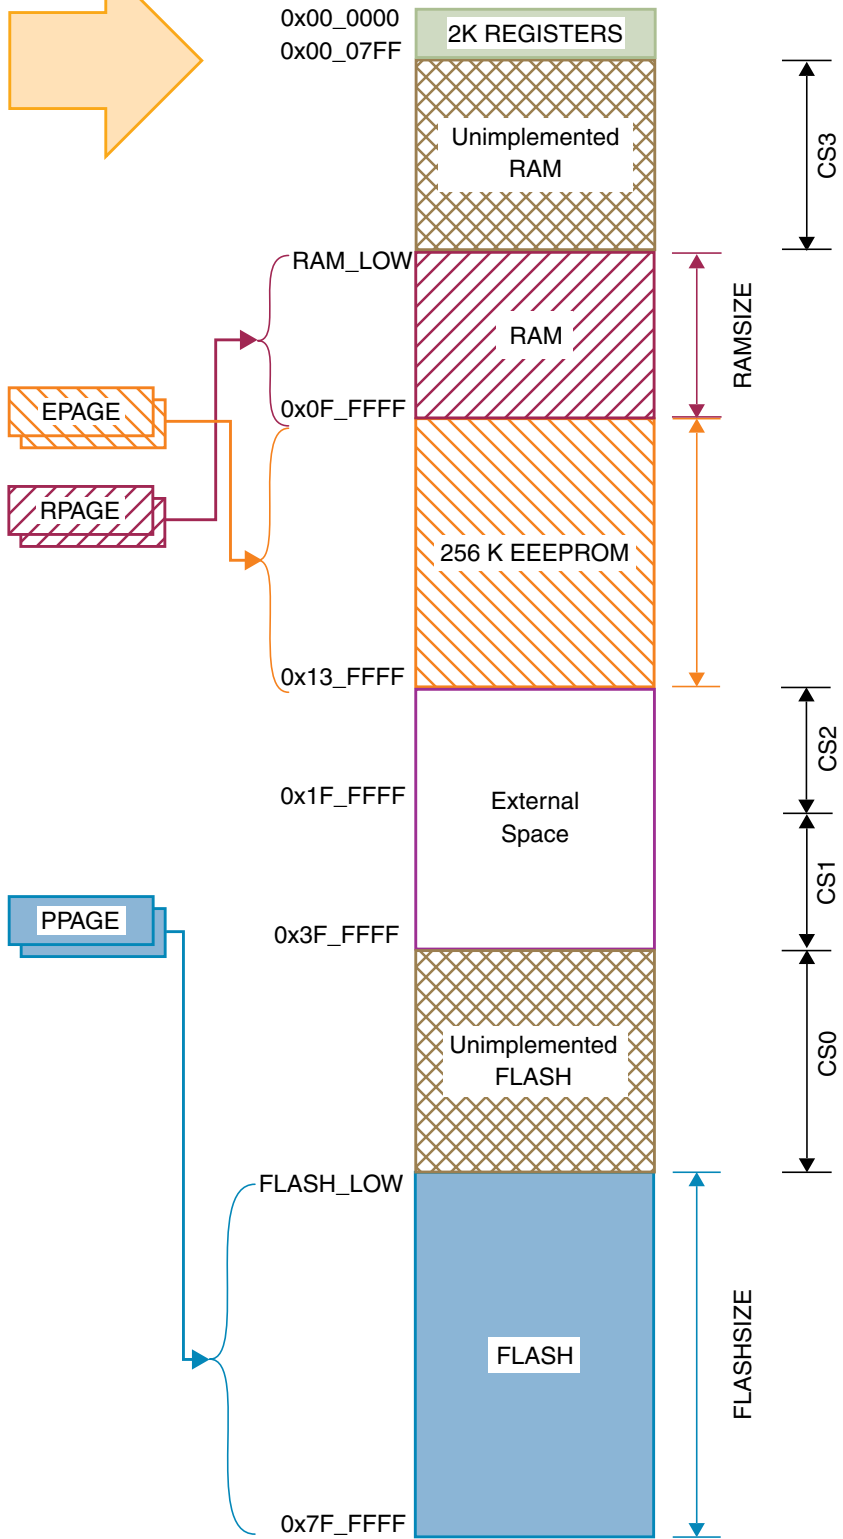 0x00_0000
2K REGISTERS
0x00_07FF
Unimplemented
RAM
CS3
RAM_LOW
RAM
RAMSIZE
0x0F_FFFF
EPAGE
RPAGE
256 K EEEPROM
0x13_FFFF
CS2
0x1F_FFFF
External
Space
CS1
PPAGE
0x3F_FFFF
Unimplemented
FLASH
CS0
FLASH_LOW
FLASH
FLASHSIZE
0x7F_FFFF